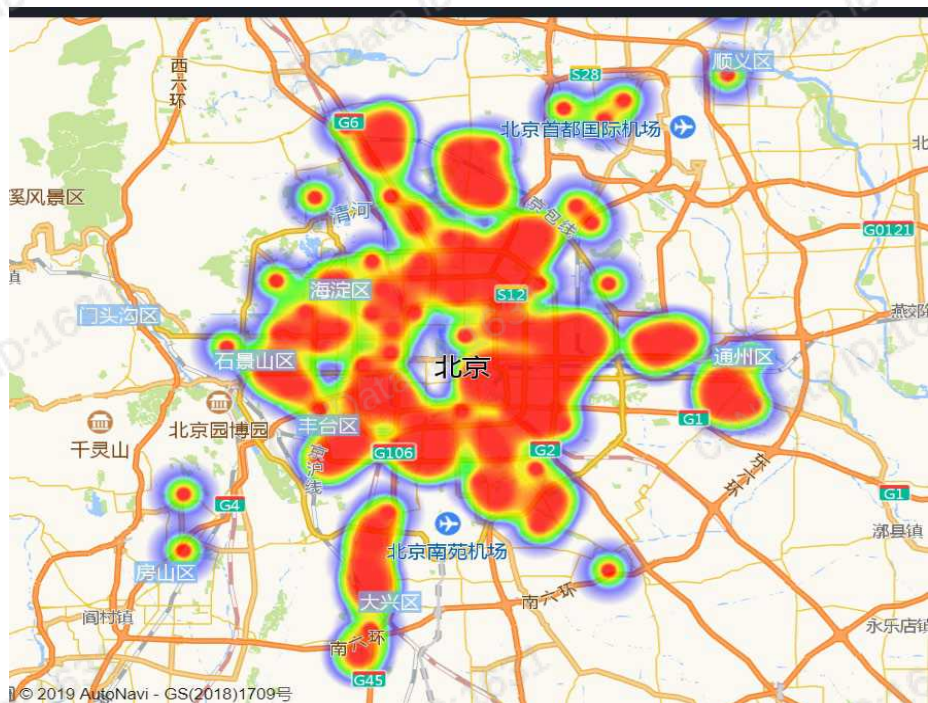 西六环
顺义区
S28
G6
北京首都国际机场
溪风景区
清河
京包线
G0121
海淀区
S12
门头沟区
燕郊
石景山区
北京
通州区
北京园博园
丰台区
G1
千灵山
G106
G2
京沪线
东六环
G4
G1
漷县镇
北京南苑机场
房山区
大兴区
南六环
阎村镇
南六环
永乐店镇
G45
© 2019 AutoNavi - GS(2018)1709号